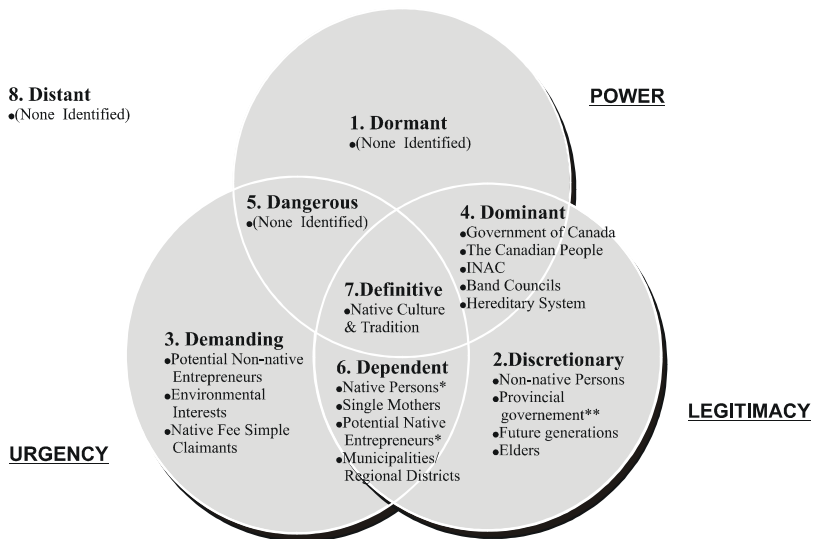 8. Distant
●(None Identified)
POWER
1. Dormant
●(None Identified)
5. Dangerous
●(None Identified)
4. Dominant
●Government of Canada
●The Canadian People
●INAC
●Band Councils
●Hereditary System
7.Definitive
●Native Culture
& Tradition
3. Demanding
●Potential Non-native
Entrepreneurs
●Environmental
Interests
●Native Fee Simple
Claimants
6. Dependent
●Native Persons*
●Single Mothers
●Potential Native
Entrepreneurs*
●Municipalities/
Regional Districts
2.Discretionary
●Non-native Persons
●Provincial
governement**
●Future generations
●Elders
LEGITIMACY
URGENCY